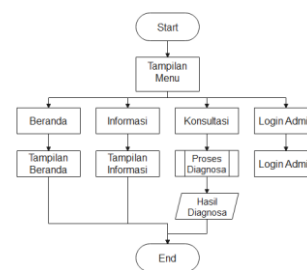 Start
Tampilan
Menu
Beranda
Informasi
Konsultasi
Login Admi
Tampilan
Beranda
Tampilan
Informasi
Proses
Diagnosa
Login Admi
Hasil
Diagnosa
End